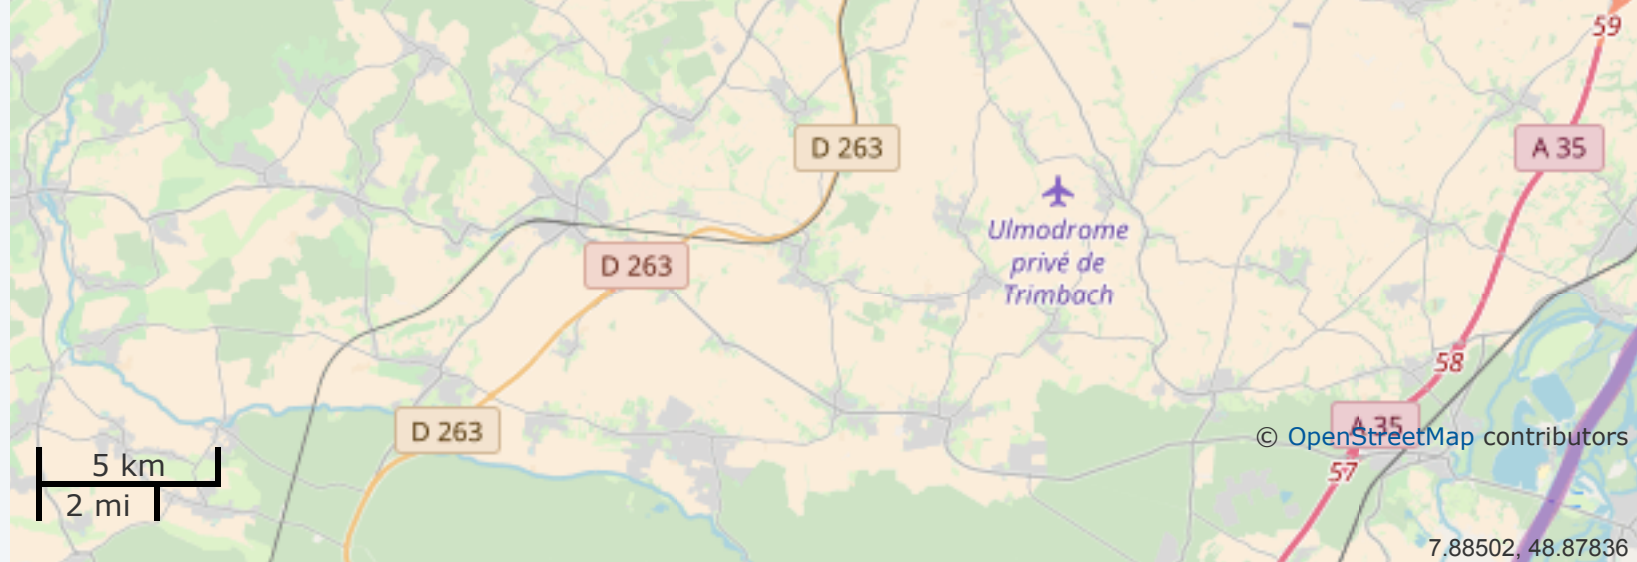 59
D 263
A 35
Ulmodrome
privé de
Trimbach
D 263
58
D 263
A 35
© OpenStreetMap contributors
5 km
57
2 mi
7.88502, 48.87836